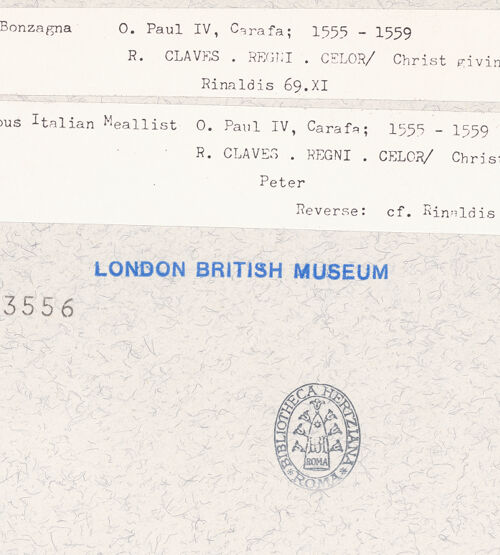 Bonzagna O. Paul IV, Carafa; 1555 - 1559
R. CLAVES . REGNI . CELOR/ Christ givin
Rinaldis 69.XI
ous Italian Meallist O. Paul IV, Carafa; 1555 - 1559
R. CLAVES . REGNI . CELOR/ Christ
Peter
Reverse: cf. Rinaldis
LONDON BRITISH MUSEUM
3556
BIBLIOTHECA HERTZIANA
ROMA
ROMA